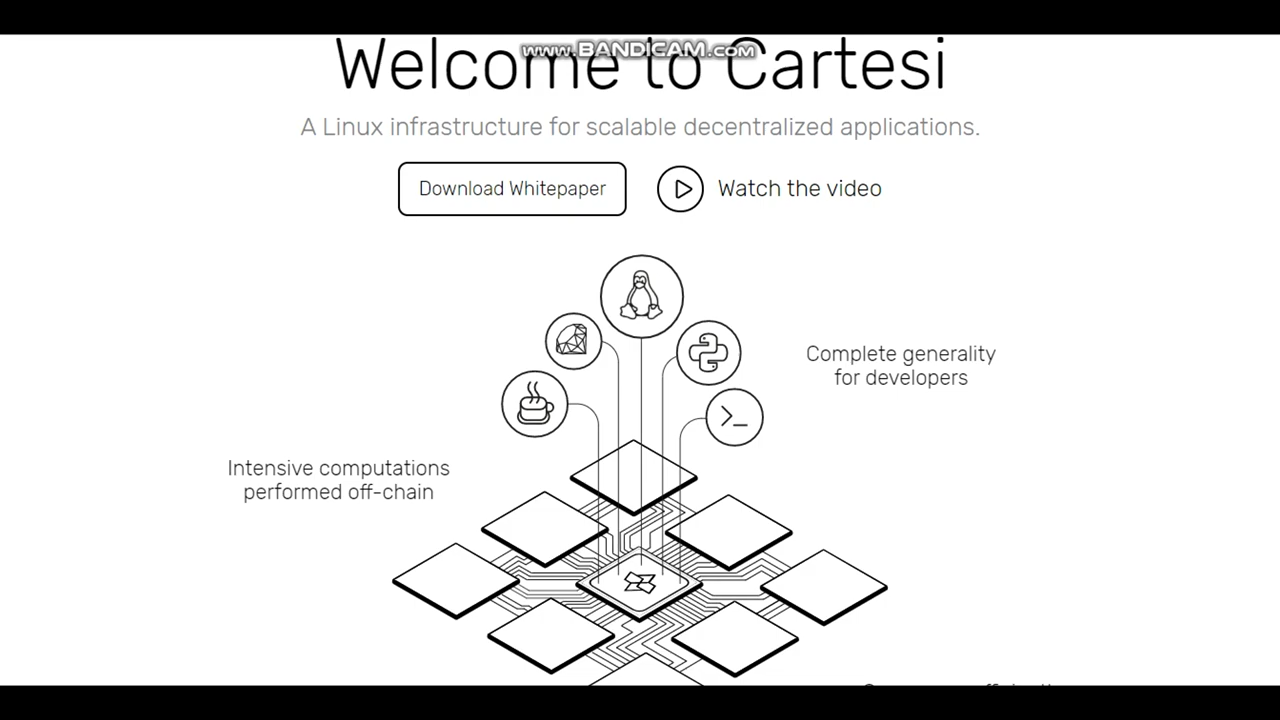 www.BANDICAM.com
Welcome to Cartesi
A Linux infrastructure for scalable decentralized applications.
Download Whitepaper
Watch the video
Complete generality
for developers
Intensive computations
performed off-chain